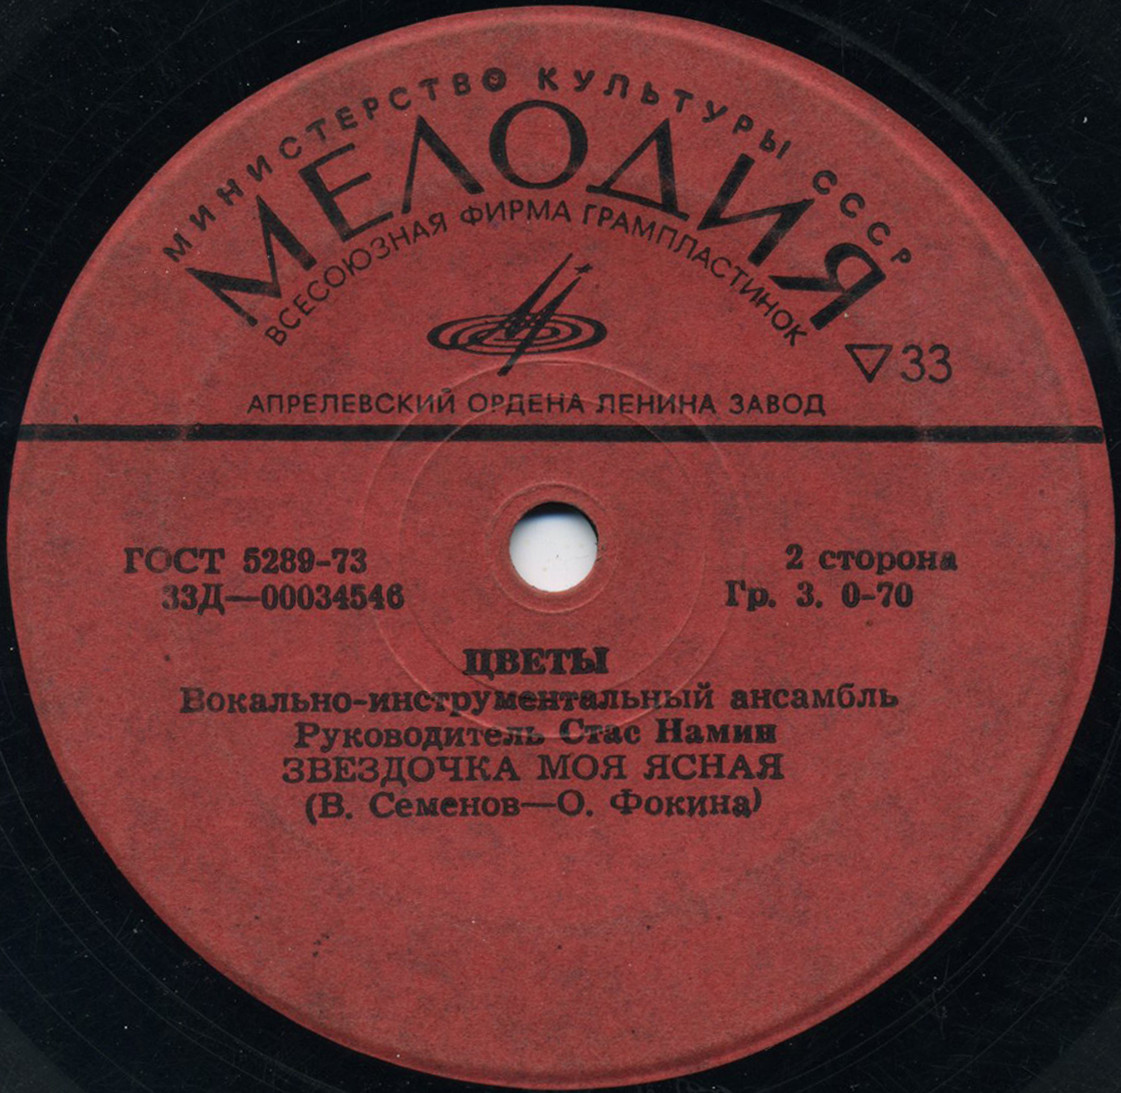 МИНИСТЕРСТВО КУЛЬТУРЫ СССР
МЕЛОДИЯ
ВСЕСОЮЗНАЯ ФИРМА ГРАМПЛАСТИНОК
33
АПРЕЛЕВСКИЙ ОРДЕНА ЛЕНИНА ЗАВОД
ГОСТ 5289-73
33Д—00034546
2 сторона
Гр. 3. 0-70
ЦВЕТЫ
Вокально-инструментальный ансамбль
Руководитель Стас Намин
ЗВЕЗДОЧКА МОЯ ЯСНАЯ
(В. Семенов—О. Фокина)